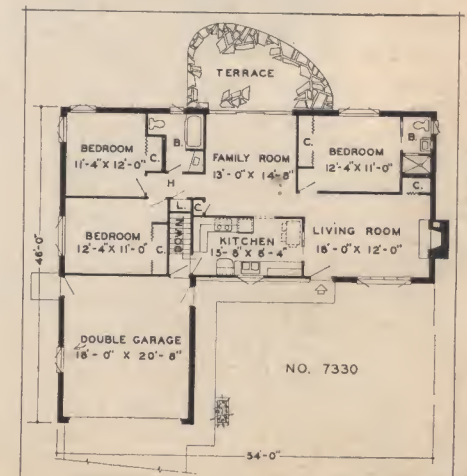 TERRACE
BEDROOM
11'-4" X 12'-0"
C.
B.
FAMILY ROOM
13'-0" X 14'-8"
C.
BEDROOM
12'-4" X 11'-0"
B.
H
C.
L.
C.
BEDROOM
12'-4" X 11'-0"
C.
DOWN
KITCHEN
15'-8" X 8'-4"
LIVING ROOM
18'-0" X 12'-0"
46'-0"
DOUBLE GARAGE
18'-0" X 20'-8"
NO. 7330
54'-0"